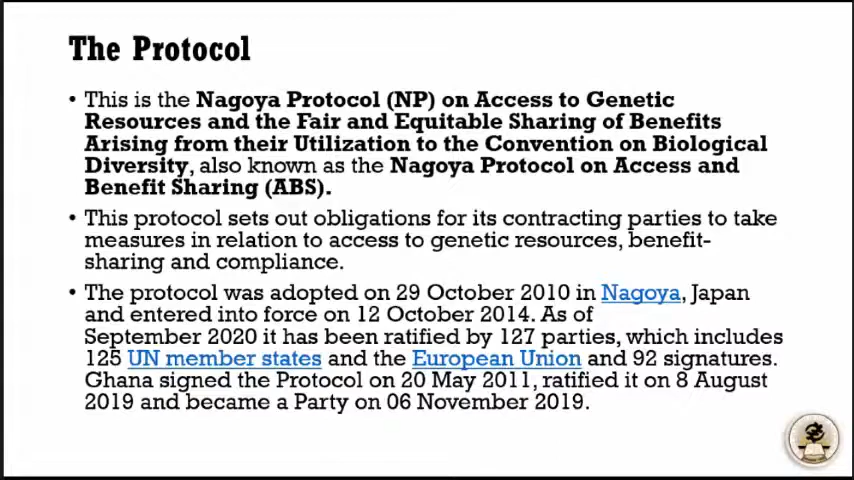 The Protocol
• This is the Nagoya Protocol (NP) on Access to Genetic
Resources and the Fair and Equitable Sharing of Benefits
Arising from their Utilization to the Convention on Biological
Diversity, also known as the Nagoya Protocol on Access and
Benefit Sharing (ABS).
• This protocol sets out obligations for its contracting parties to take
measures in relation to access to genetic resources, benefit-
sharing and compliance.
• The protocol was adopted on 29 October 2010 in Nagoya, Japan
and entered into force on 12 October 2014. As of
September 2020 it has been ratified by 127 parties, which includes
125 UN member states and the European Union and 92 signatures.
Ghana signed the Protocol on 20 May 2011, ratified it on 8 August
2019 and became a Party on 06 November 2019.